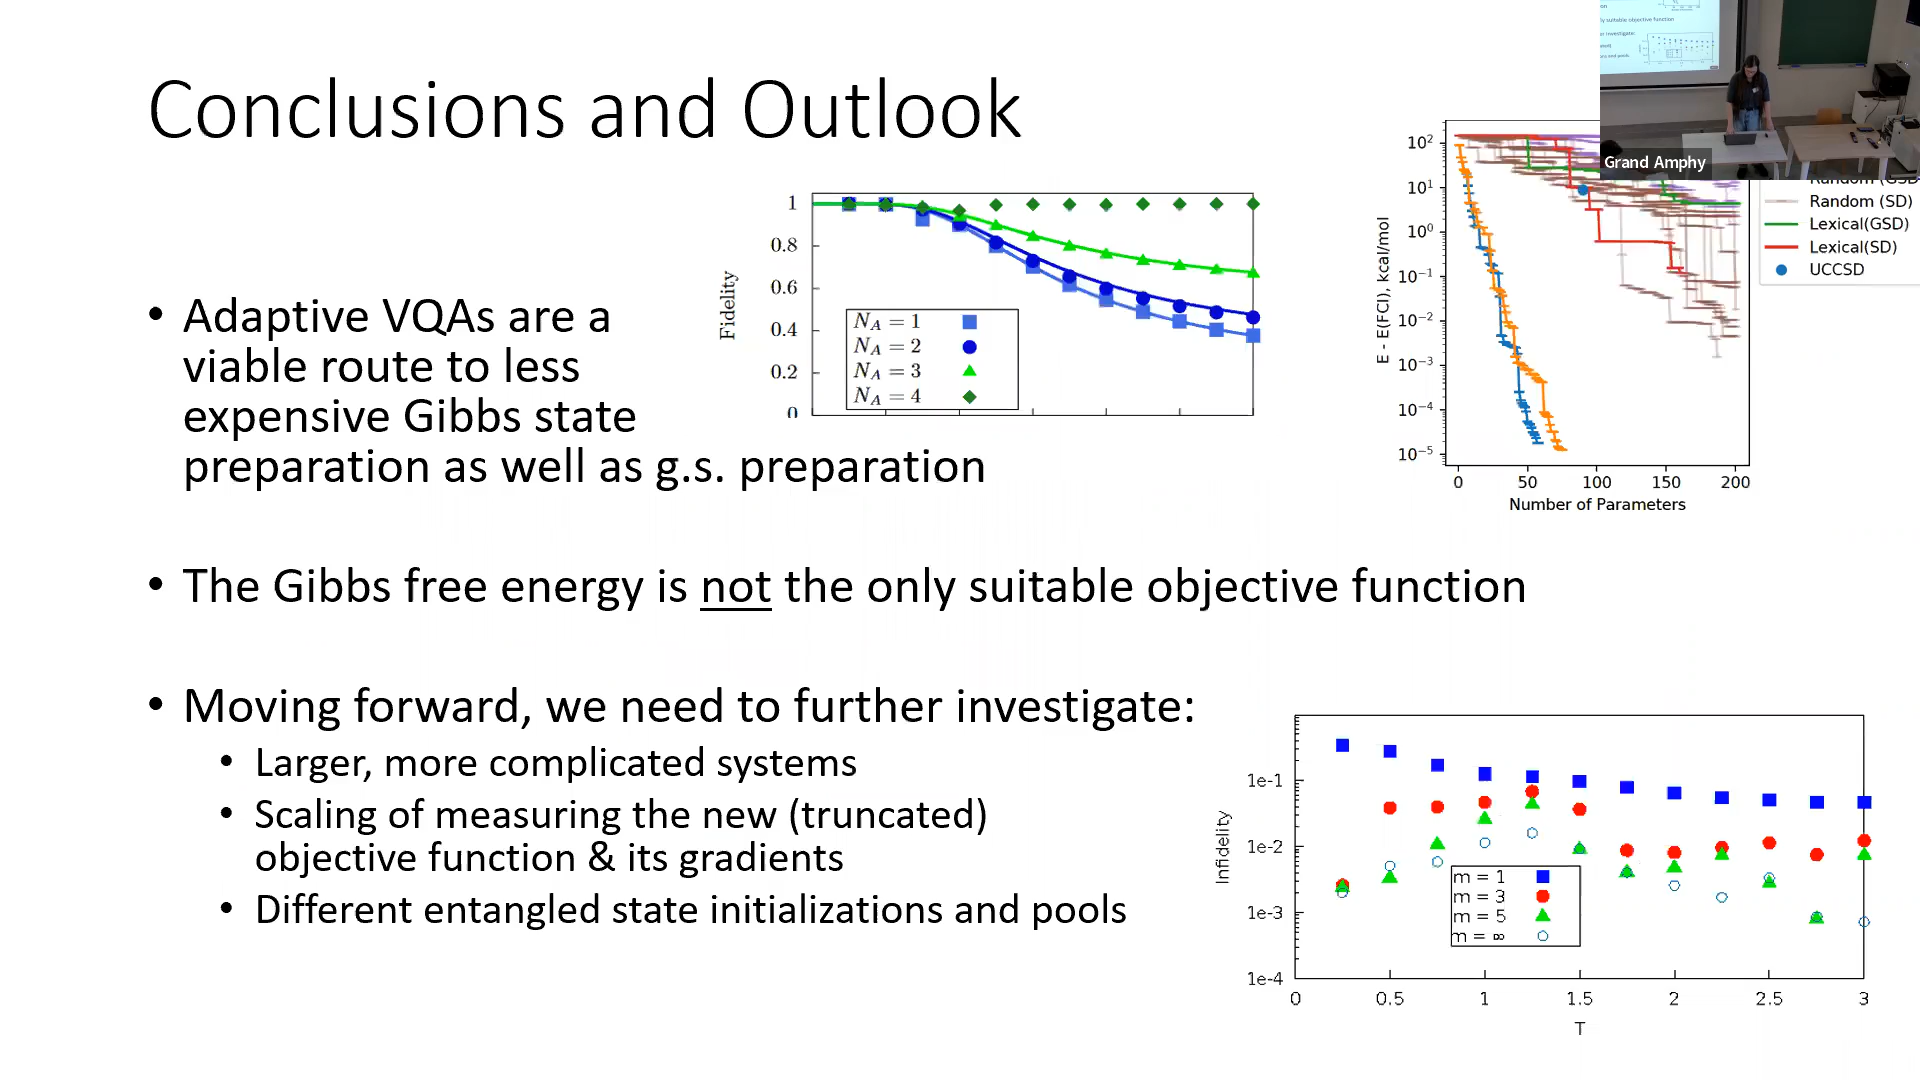 Conclusions and Outlook
• Adaptive VQAs are a
viable route to less
expensive Gibbs state
preparation as well as g.s. preparation
• The Gibbs free energy is not the only suitable objective function
• Moving forward, we need to further investigate:
• Larger, more complicated systems
• Scaling of measuring the new (truncated)
objective function & its gradients
• Different entangled state initializations and pools
Fidelity
1
0.8
0.6
0.4
0.2
0
N_A = 1
N_A = 2
N_A = 3
N_A = 4
E - E(FCI), kcal/mol
10²
10¹
10⁰
10⁻¹
10⁻²
10⁻³
10⁻⁴
10⁻⁵
0 50 100 150 200
Number of Parameters
Random (SD)
Lexical(GSD)
Lexical(SD)
UCCSD
Grand Amphy
Infidelity
1e-1
1e-2
1e-3
1e-4
m = 1
m = 3
m = 5
m = ∞
0 0.5 1 1.5 2 2.5 3
T